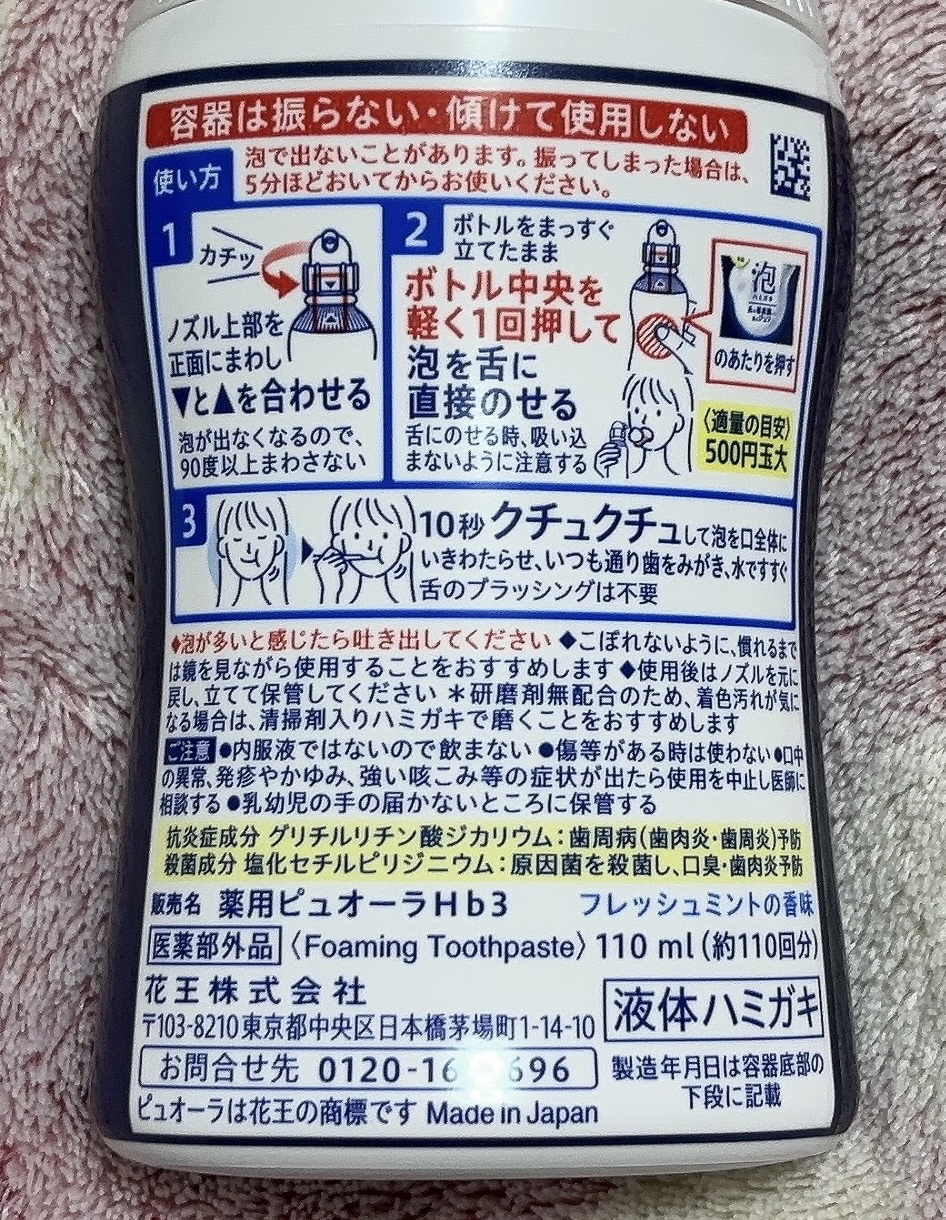 容器は振らない・傾けて使用しない
使い方
泡で出ないことがあります。振ってしまった場合は、
5分ほどおいてからお使いください。
1
カチッ
ノズル上部を
正面にまわし
▼と▲を合わせる
泡が出なくなるので、
90度以上まわさない
2
ボトルをまっすぐ
立てたまま
ボトル中央を
軽く1回押して
泡を舌に
直接のせる
舌にのせる時、吸い込
まないように注意する
泡
ハミガキ
のあたりを押す
〈適量の目安〉
500円玉大
3
10秒クチュクチュして泡を口全体に
いきわたらせ、いつも通り歯をみがき、水ですすぐ
舌のブラッシングは不要
◆泡が多いと感じたら吐き出してください ◆こぼれないように、慣れるまで
は鏡を見ながら使用することをおすすめします ◆使用後はノズルを元に
戻し、立てて保管してください ＊研磨剤無配合のため、着色汚れが気に
なる場合は、清掃剤入りハミガキで磨くことをおすすめします
ご注意 ●内服液ではないので飲まない ●傷等がある時は使わない ●口中
の異常、発疹やかゆみ、強い咳こみ等の症状が出たら使用を中止し医師に
相談する ●乳幼児の手の届かないところに保管する
抗炎症成分 グリチルリチン酸ジカリウム：歯周病(歯肉炎・歯周炎)予防
殺菌成分 塩化セチルピリジニウム：原因菌を殺菌し、口臭・歯肉炎予防
販売名 薬用ピュオーラHb3 フレッシュミントの香味
医薬部外品 〈Foaming Toothpaste〉 110 ml (約110回分)
花王株式会社
〒103-8210東京都中央区日本橋茅場町1-14-10
液体ハミガキ
お問合せ先 0120-16 696
製造年月日は容器底部の
下段に記載
ピュオーラは花王の商標です Made in Japan